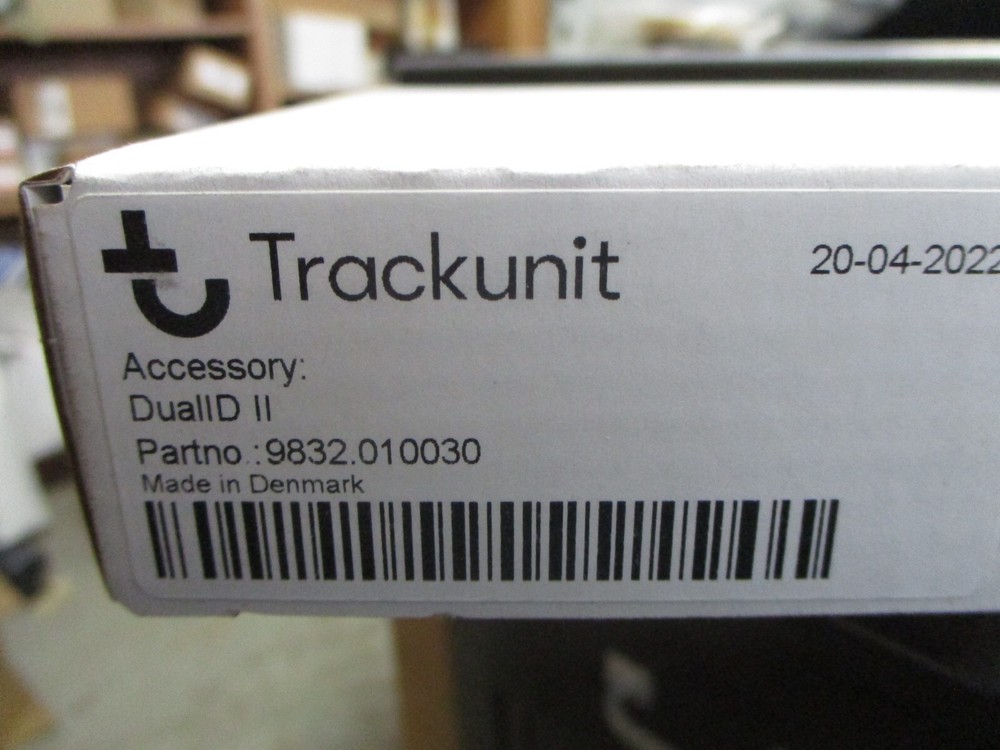 Trackunit
20-04-2022
Accessory:
DualID II
Partno.:9832.010030
Made in Denmark